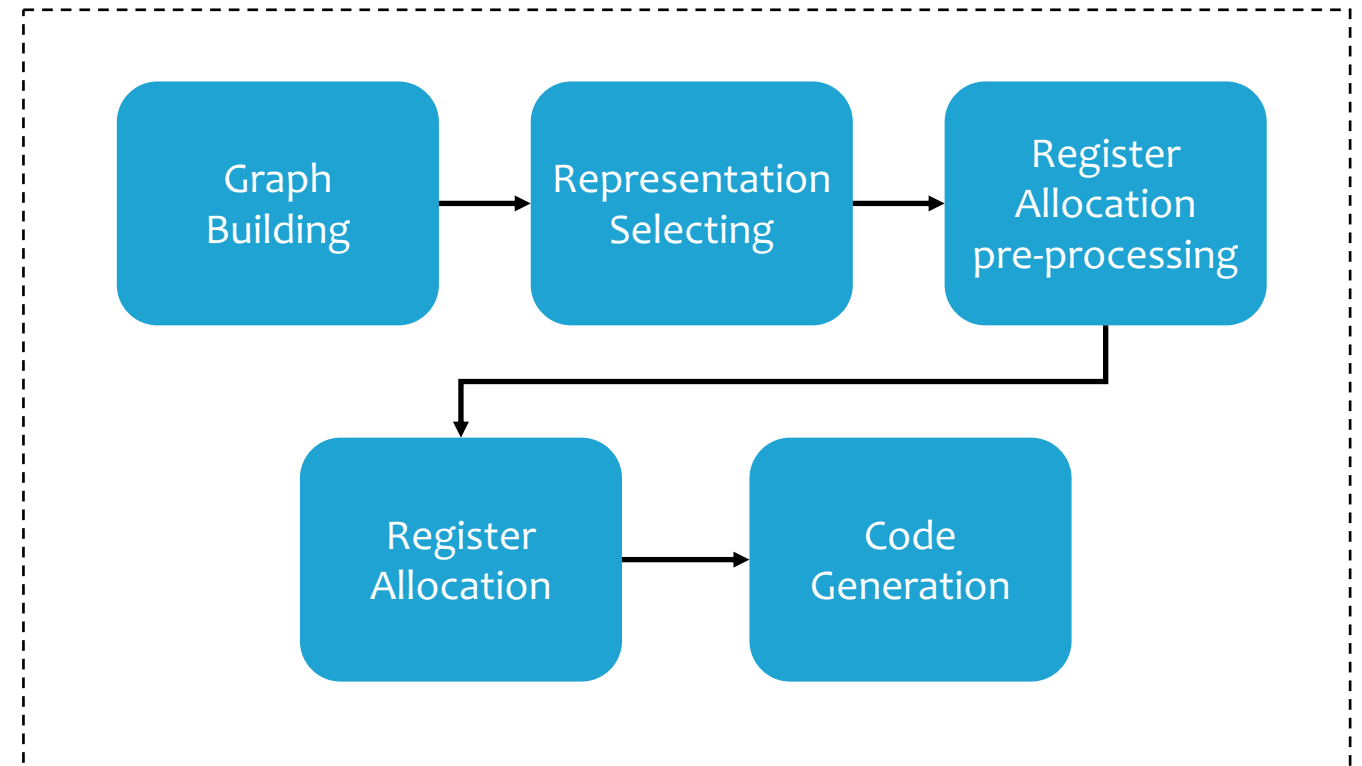 Graph
Building
Representation
Selecting
Register
Allocation
pre-processing
Register
Allocation
Code
Generation